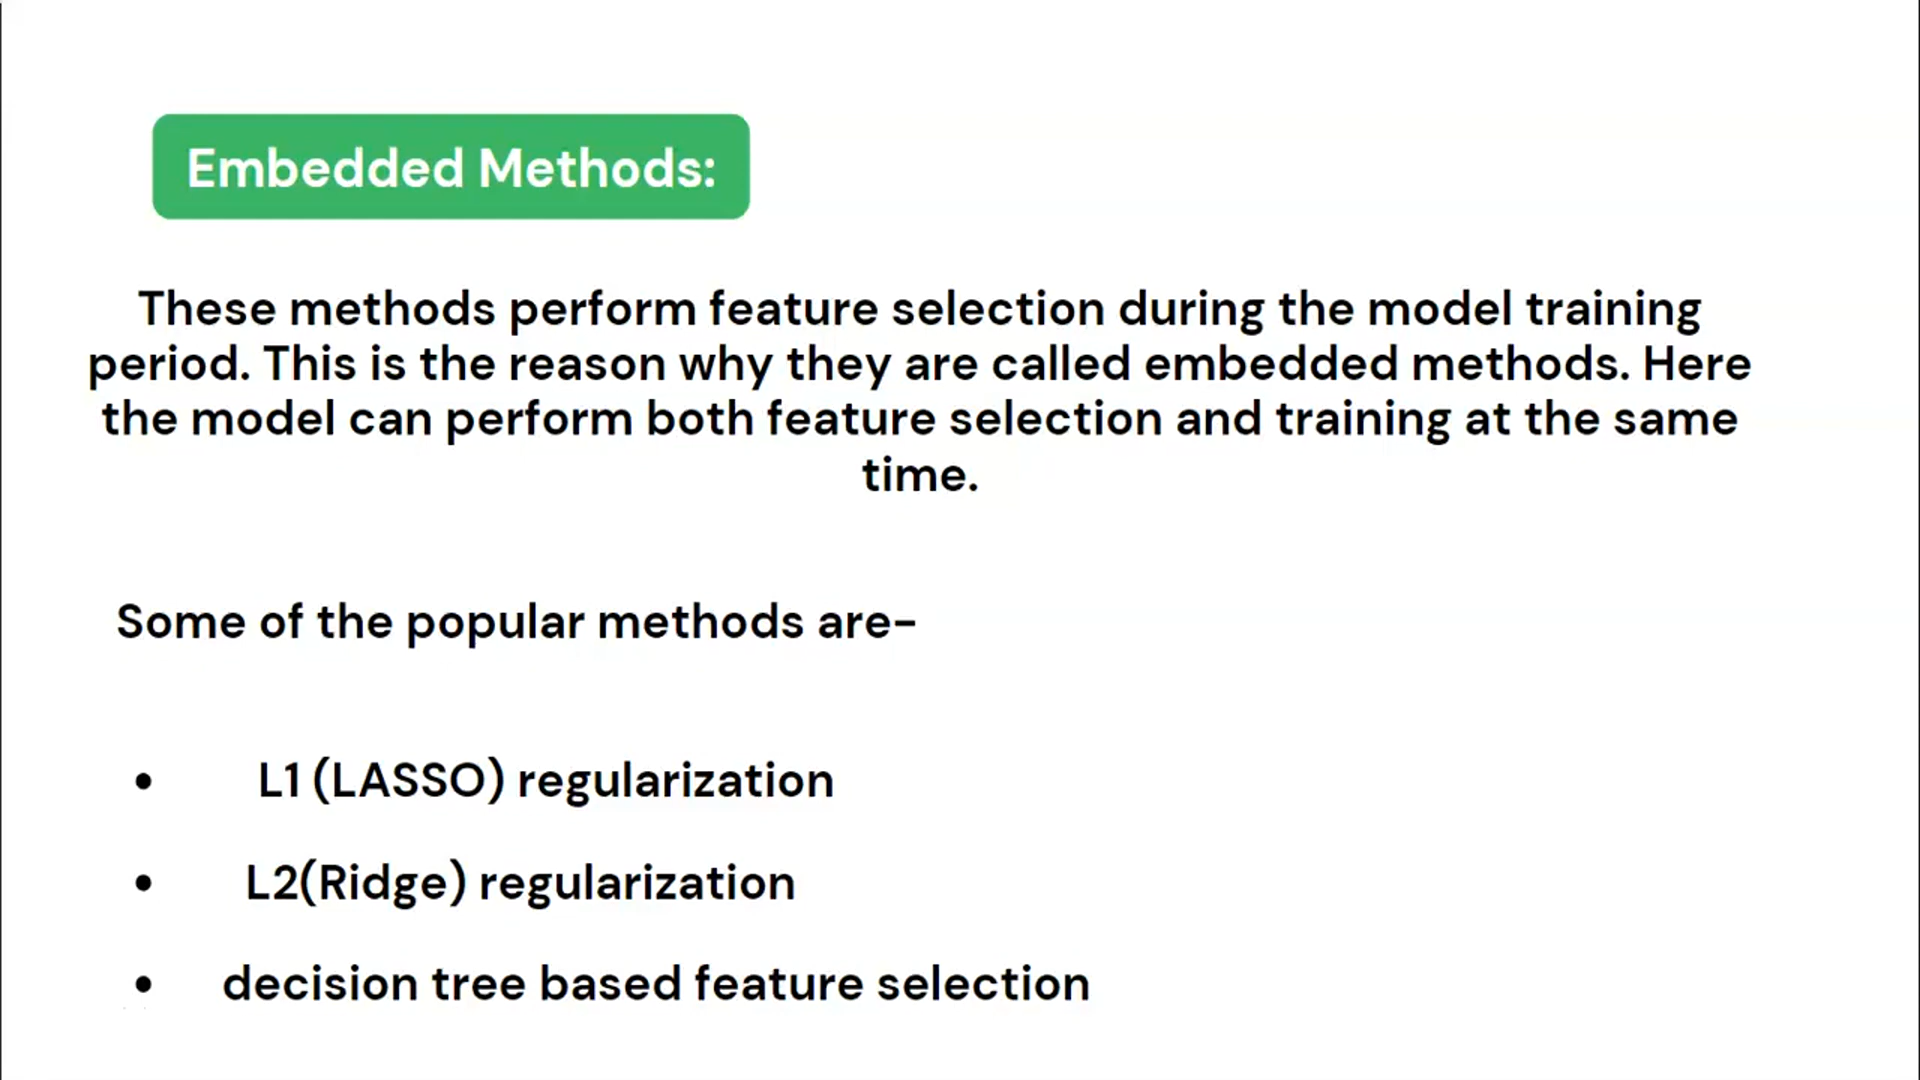 Embedded Methods:
These methods perform feature selection during the model training
period. This is the reason why they are called embedded methods. Here
the model can perform both feature selection and training at the same
time.
Some of the popular methods are-
• L1 (LASSO) regularization
• L2(Ridge) regularization
• decision tree based feature selection